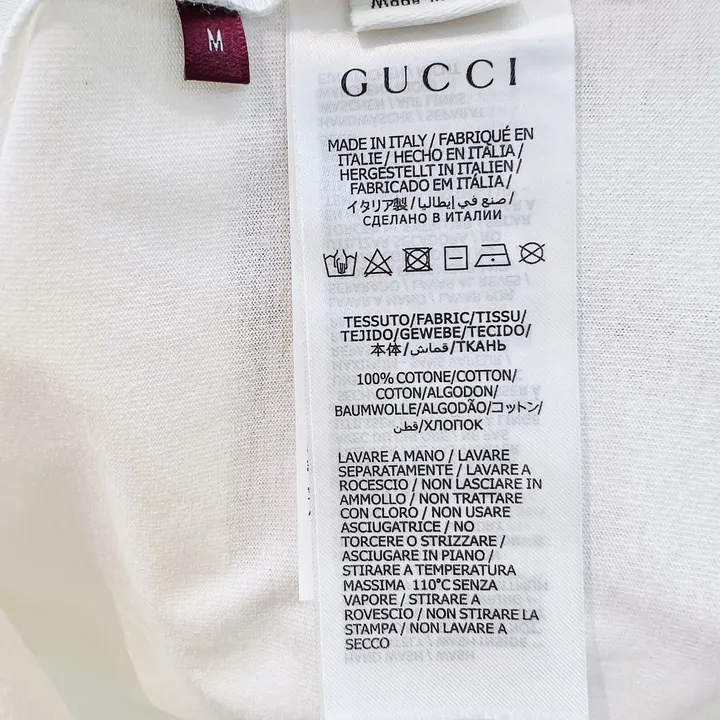 M
Made in
GUCCI
MADE IN ITALY / FABRIQUÉ EN
ITALIE / HECHO EN ITALIA /
HERGESTELLT IN ITALIEN /
FABRICADO EM ITÁLIA /
イタリア製 / صنع في إيطاليا /
СДЕЛАНО В ИТАЛИИ
TESSUTO/FABRIC/TISSU/
TEJIDO/GEWEBE/TECIDO/
本体/قماش/ТКАНЬ
100% COTONE/COTTON/
COTON/ALGODON/
BAUMWOLLE/ALGODÃO/コットン/
قطن/ХЛОПОК
LAVARE A MANO / LAVARE
SEPARATAMENTE / LAVARE A
ROCESCIO / NON LASCIARE IN
AMMOLLO / NON TRATTARE
CON CLORO / NON USARE
ASCIUGATRICE / NO
TORCERE O STRIZZARE /
ASCIUGARE IN PIANO /
STIRARE A TEMPERATURA
MASSIMA 110°C SENZA
VAPORE / STIRARE A
ROVESCIO / NON STIRARE LA
STAMPA / NON LAVARE A
SECCO